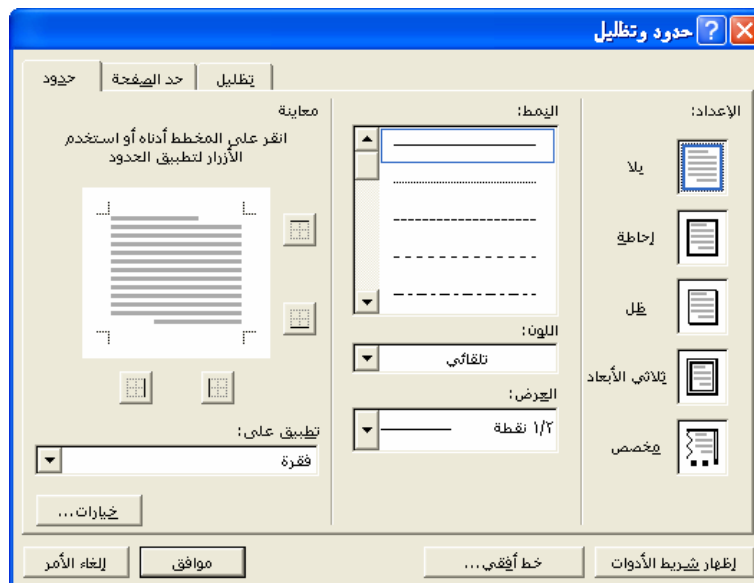 حدود وتظليل
حدود
حد الصفحة
تظليل
الإعداد:
بلا
إحاطة
ظل
ثلاثي الأبعاد
مخصص
النمط:
اللون:
تلقائي
العرض:
١/٢ نقطة
معاينة
انقر على المخطط أدناه أو استخدم
الأزرار لتطبيق الحدود
تطبيق على:
فقرة
خيارات...
إظهار شريط الأدوات
خط أفقي...
موافق
إلغاء الأمر